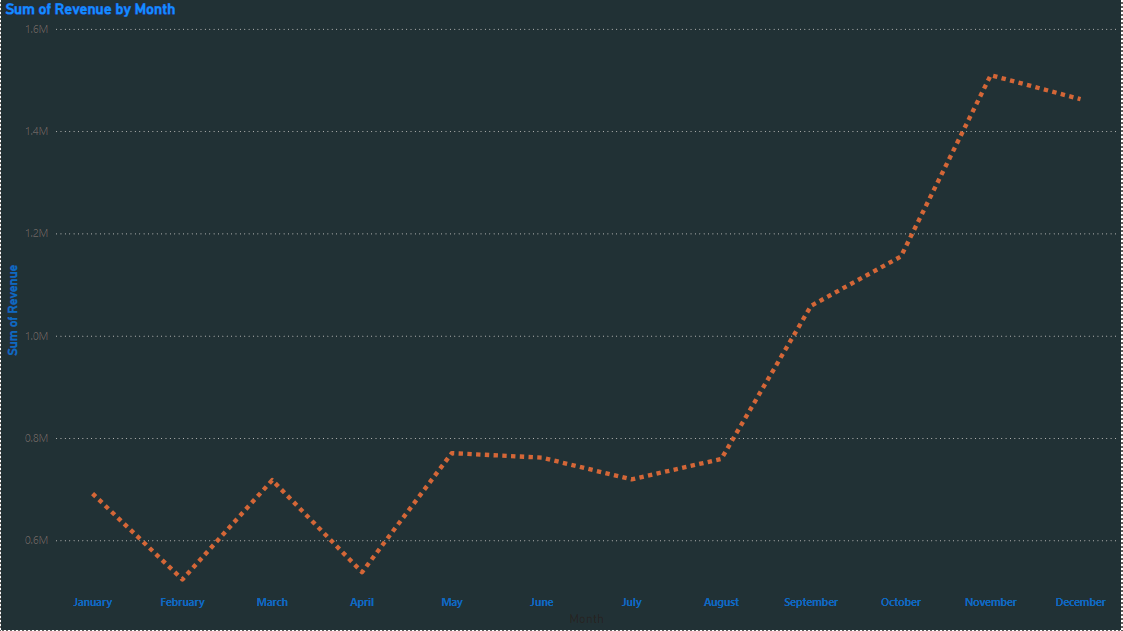 Sum of Revenue by Month
1.6M
1.4M
1.2M
1.0M
0.8M
0.6M
Sum of Revenue
January February March April May June July August September October November December
Month